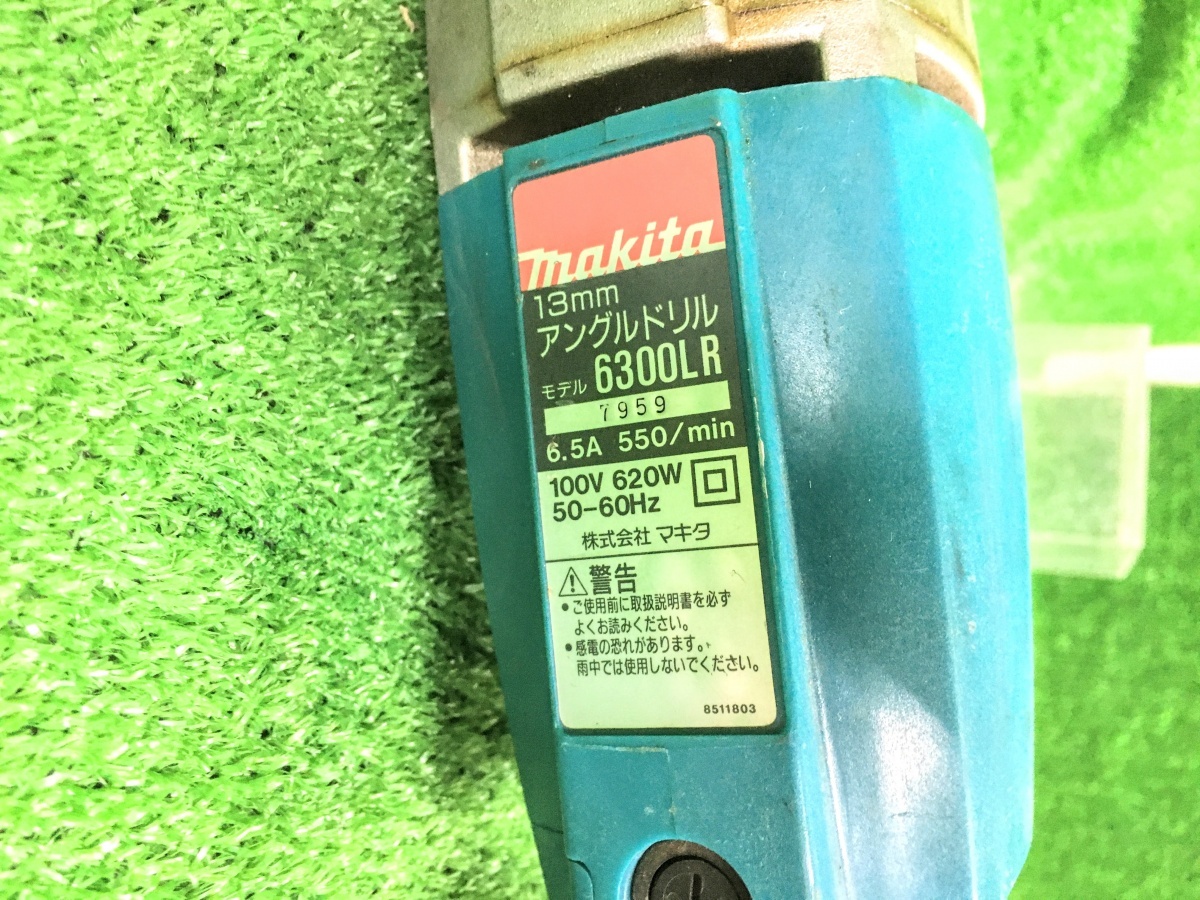 makita
13mm
アングルドリル
モデル 6300LR
7959
6.5A 550/min
100V 620W
50-60Hz
株式会社 マキタ
警告
•ご使用前に取扱説明書を必ず
よくお読みください。
•感電の恐れがあります。
雨中では使用しないでください。
8511803